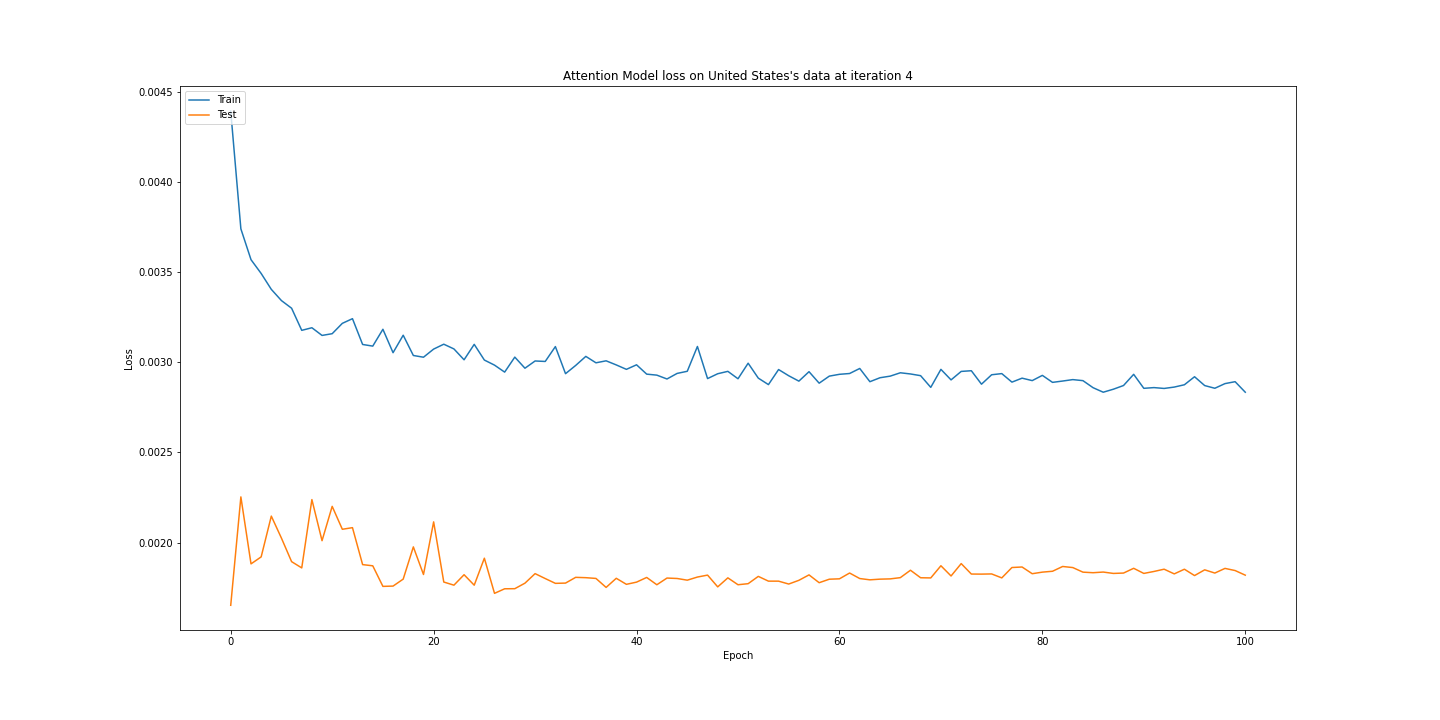 Attention Model loss on United States's data at iteration 4
Train
Test
0.0045
0.0040
0.0035
0.0030
0.0025
0.0020
Loss
0 20 40 60 80 100
Epoch